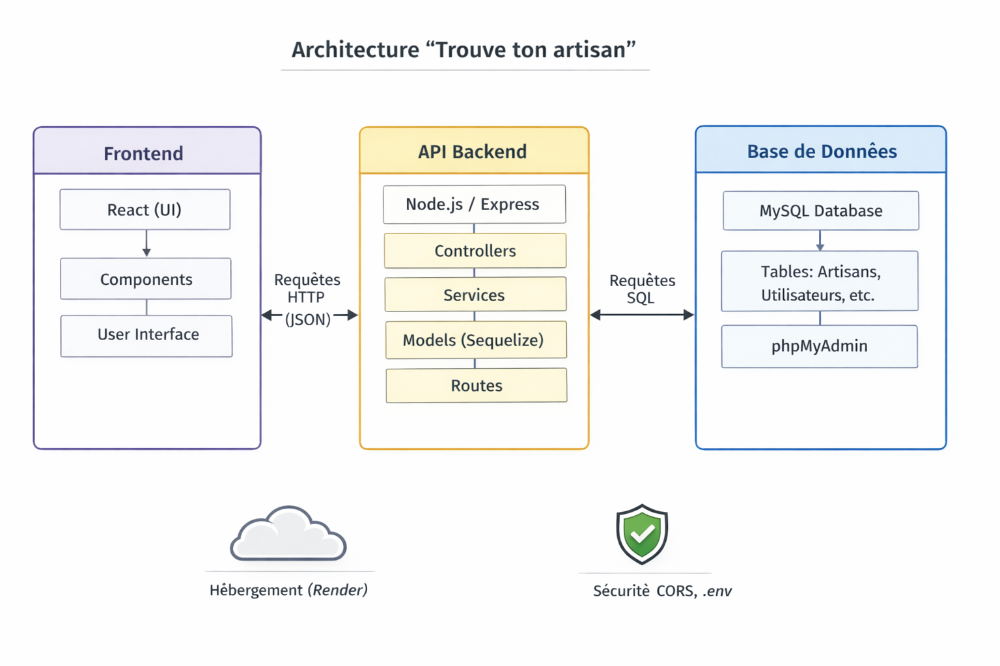 Architecture “Trouve ton artisan”
Frontend
React (UI)
Components
User Interface
Requêtes
HTTP
(JSON)
API Backend
Node.js / Express
Controllers
Services
Models (Sequelize)
Routes
Requêtes
SQL
Base de Donnêes
MySQL Database
Tables: Artisans,
Utilisateurs, etc.
phpMyAdmin
Hébergement (Render)
Sécuritè CORS, .env